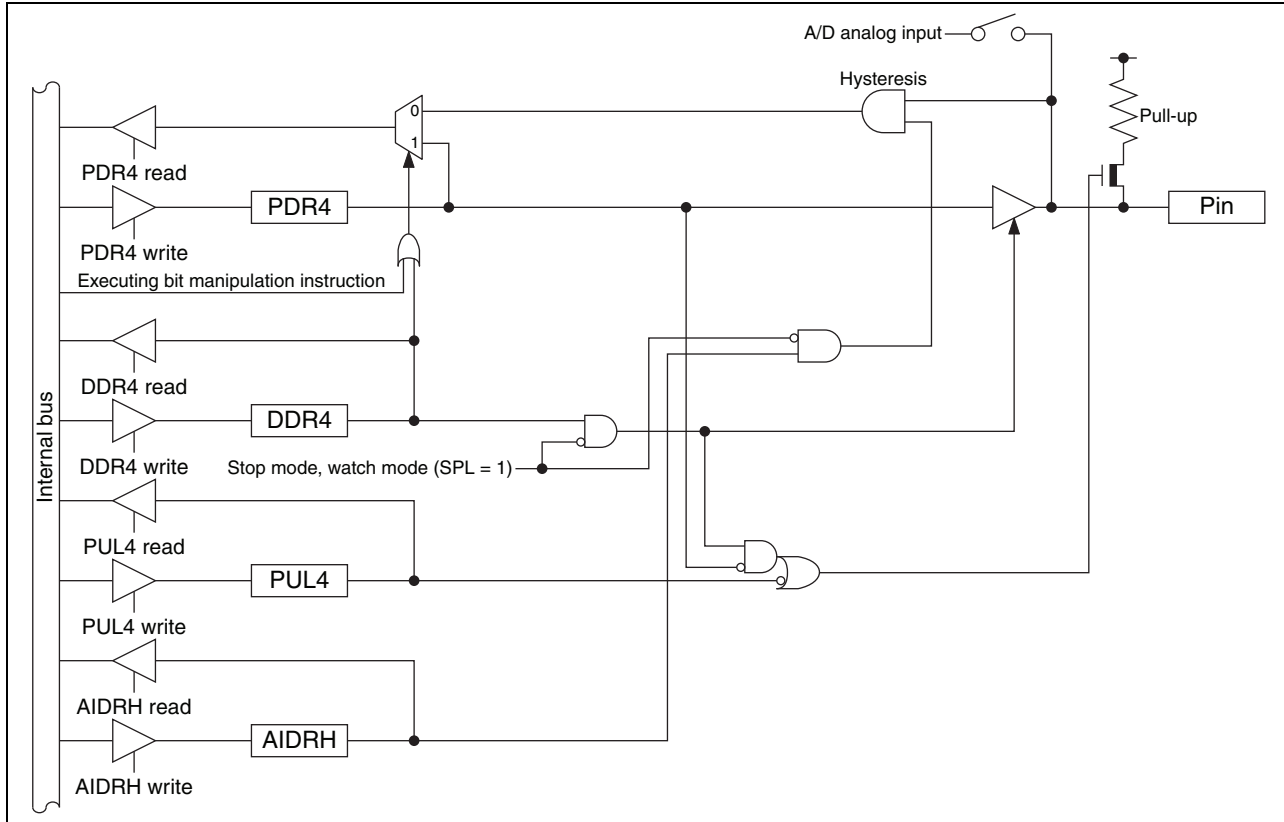 A/D analog input
Hysteresis
0
1
Pull-up
PDR4 read
PDR4
Pin
PDR4 write
Executing bit manipulation instruction
DDR4 read
DDR4
DDR4 write
Stop mode, watch mode (SPL = 1)
Internal bus
PUL4 read
PUL4
PUL4 write
AIDRH read
AIDRH
AIDRH write